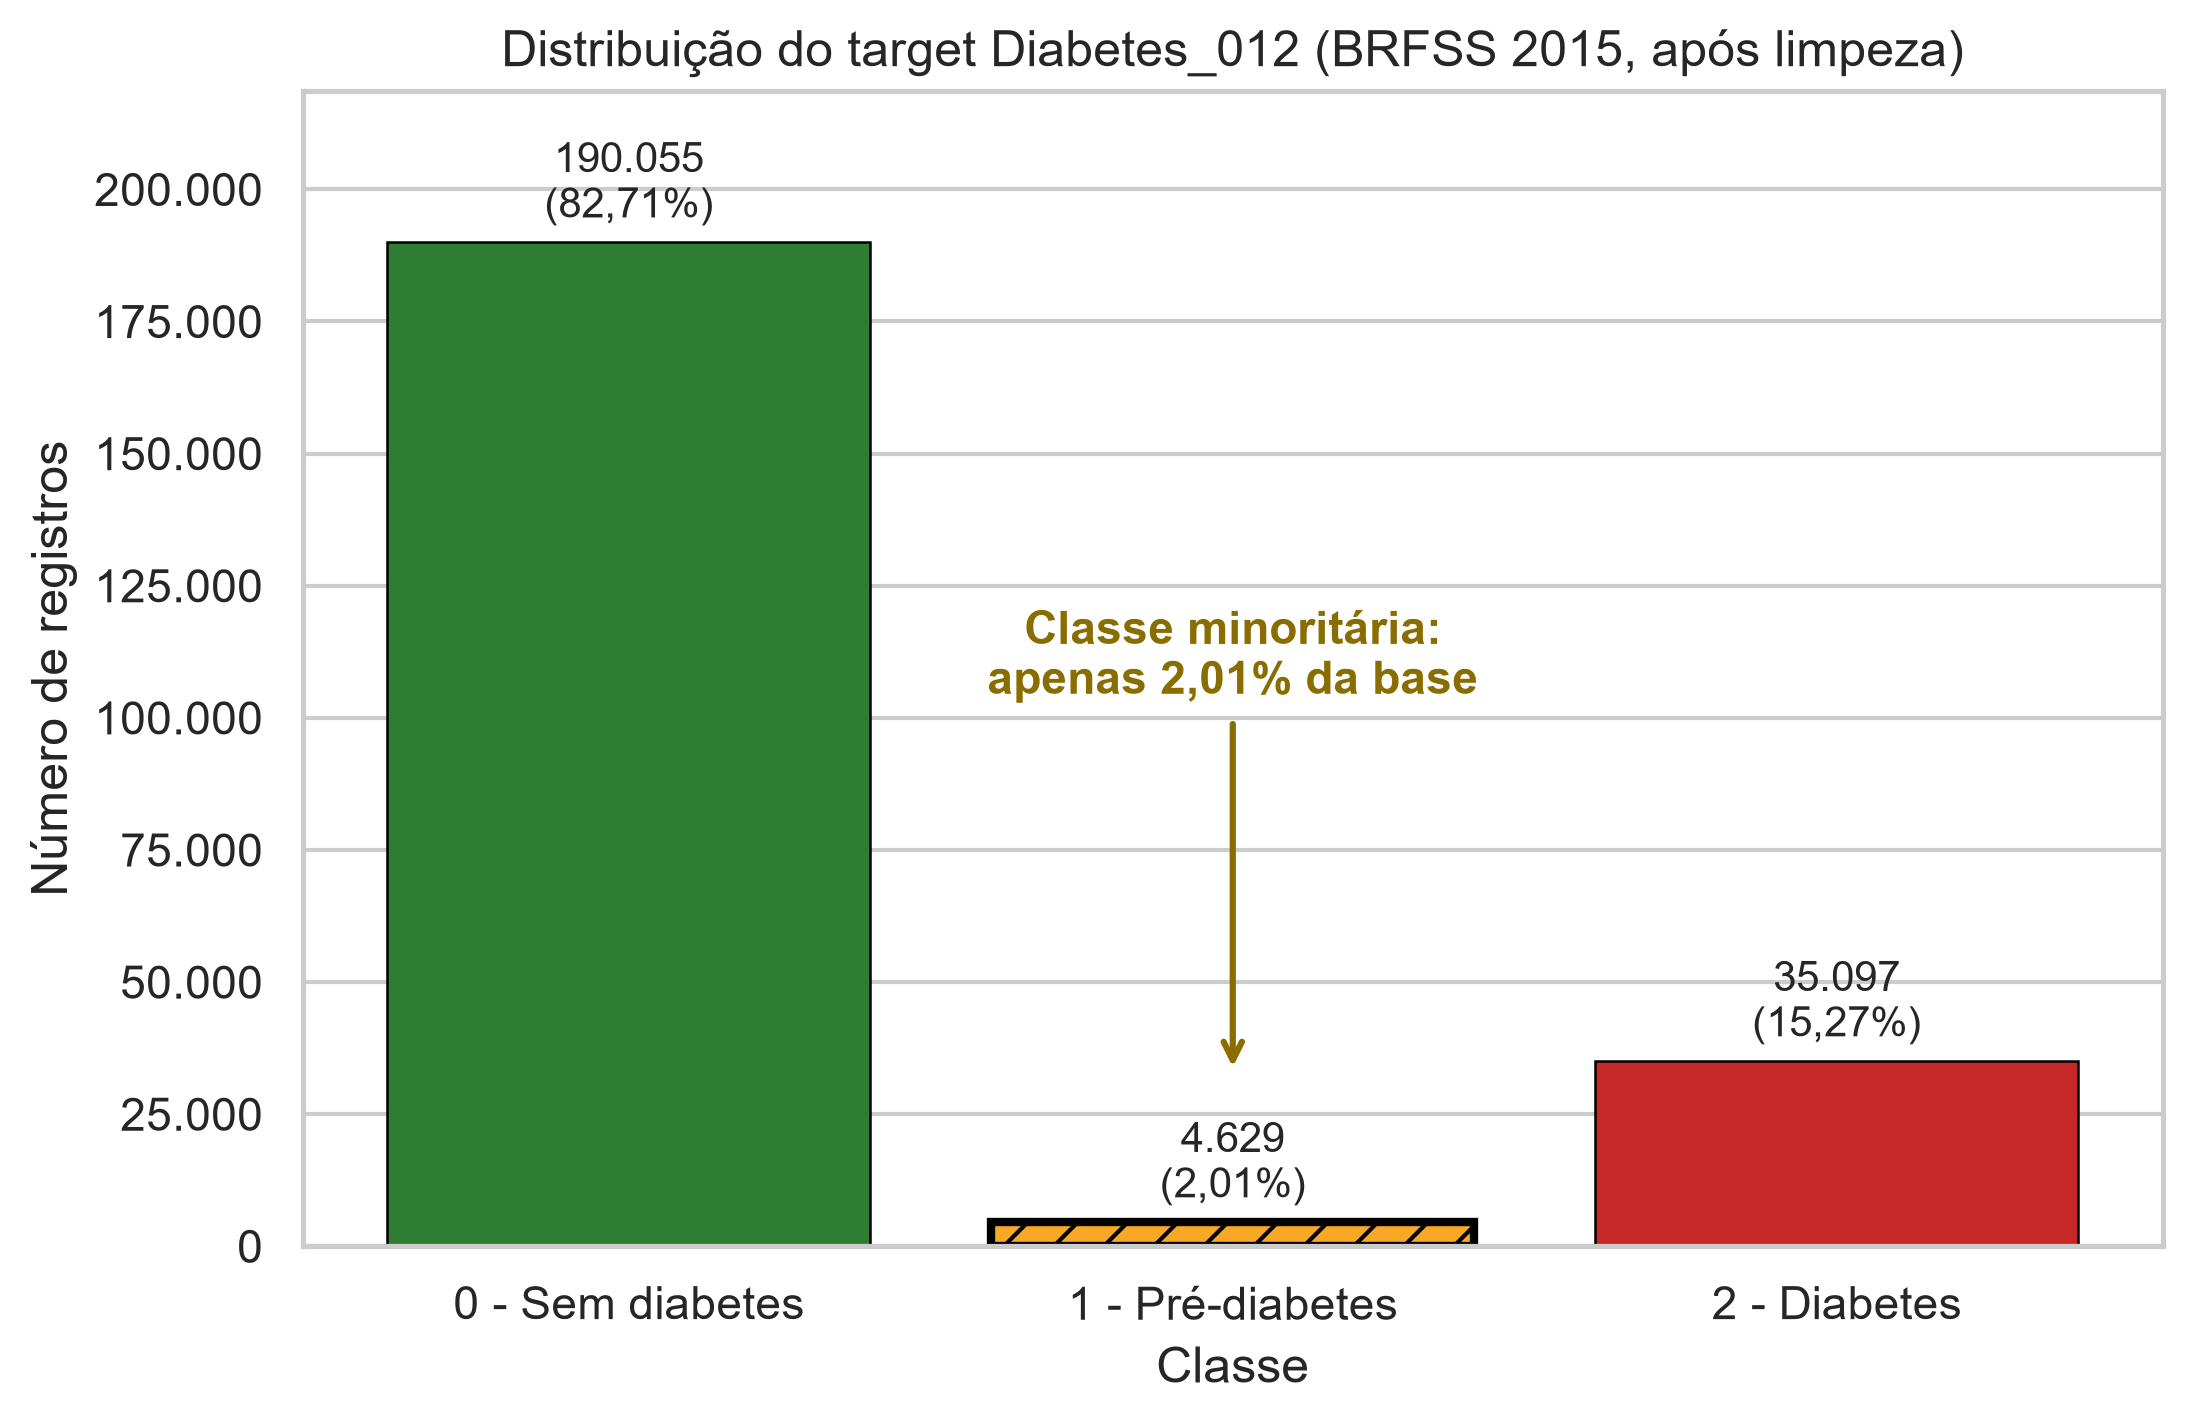 Distribuição do target Diabetes_012 (BRFSS 2015, após limpeza)
Número de registros
200.000
175.000
150.000
125.000
100.000
75.000
50.000
25.000
0
190.055
(82,71%)
Classe minoritária:
apenas 2,01% da base
4.629
(2,01%)
35.097
(15,27%)
0 - Sem diabetes
1 - Pré-diabetes
2 - Diabetes
Classe